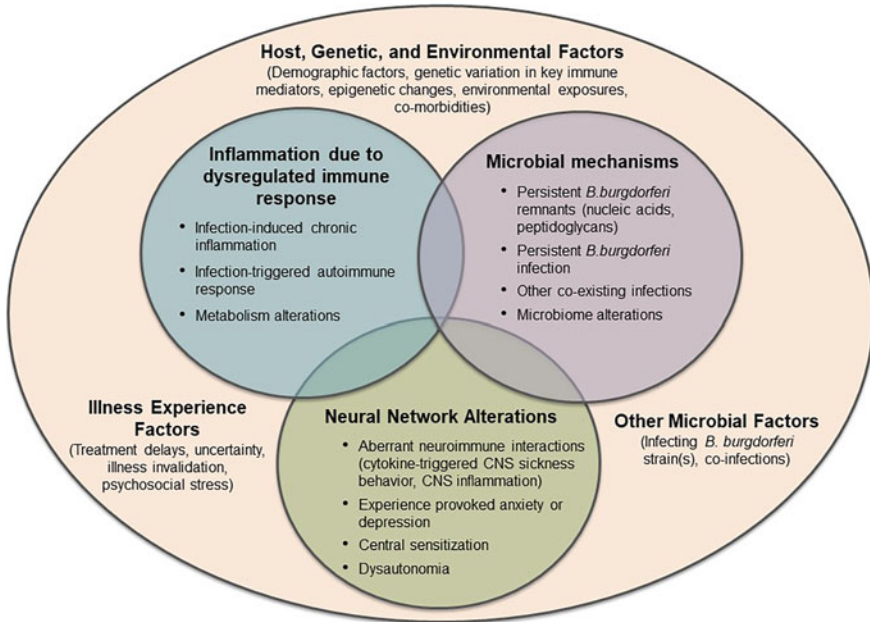 Host, Genetic, and Environmental Factors
(Demographic factors, genetic variation in key immune
mediators, epigenetic changes, environmental exposures,
co-morbidities)
Inflammation due to
dysregulated immune
response
• Infection-induced chronic
inflammation
• Infection-triggered autoimmune
response
• Metabolism alterations
Microbial mechanisms
• Persistent B.burgdorferi
remnants (nucleic acids,
peptidoglycans)
• Persistent B.burgdorferi
infection
• Other co-existing infections
• Microbiome alterations
Illness Experience
Factors
(Treatment delays, uncertainty,
illness invalidation,
psychosocial stress)
Neural Network Alterations
• Aberrant neuroimmune interactions
(cytokine-triggered CNS sickness
behavior, CNS inflammation)
• Experience provoked anxiety or
depression
• Central sensitization
• Dysautonomia
Other Microbial Factors
(Infecting B. burgdorferi
strain(s), co-infections)